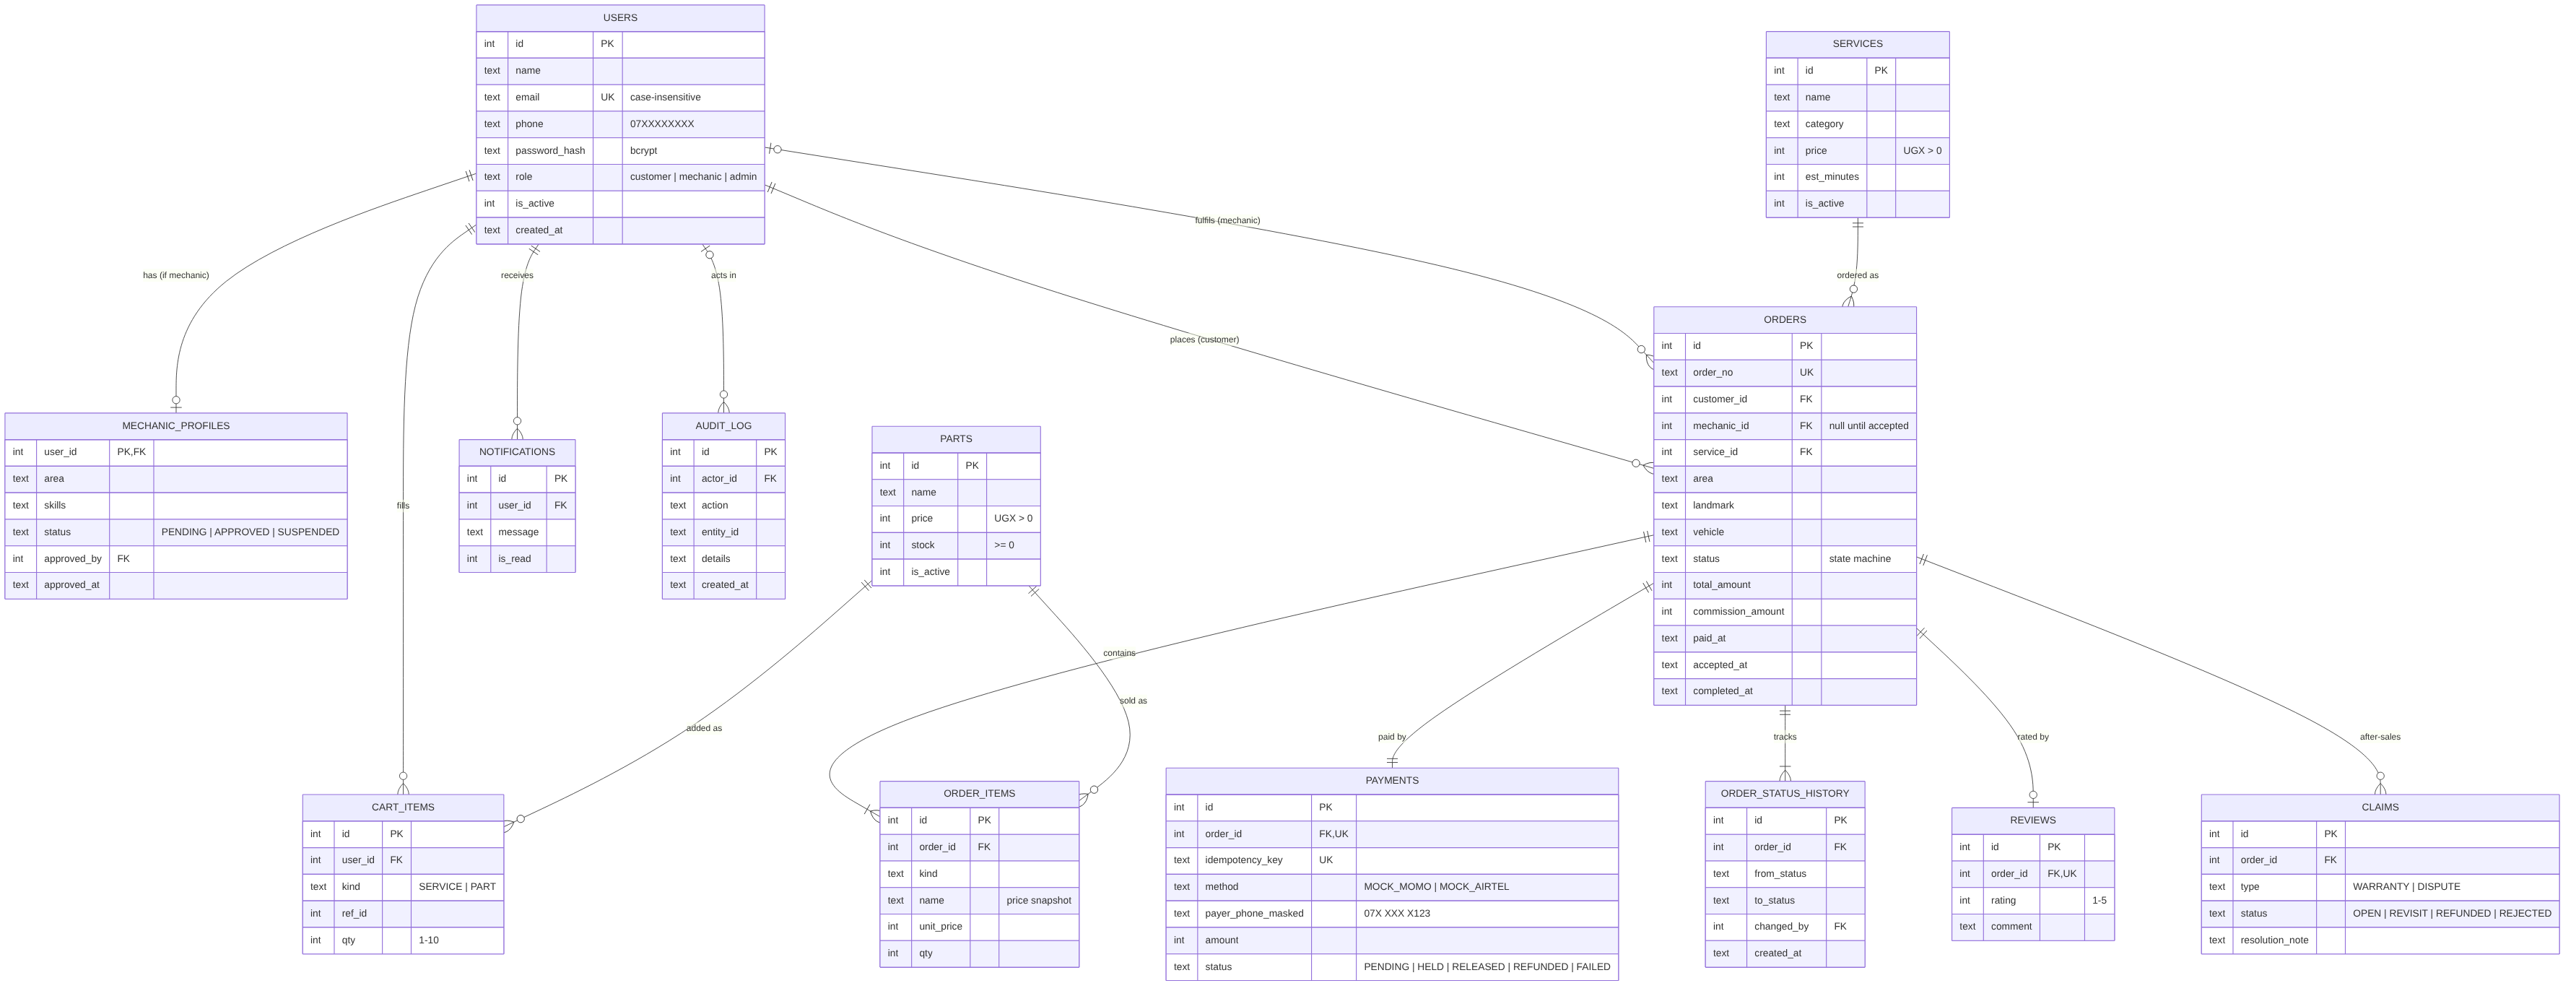 USERS
int id PK
text name
text email UK case-insensitive
text phone 07XXXXXXXX
text password_hash bcrypt
text role customer | mechanic | admin
int is_active
text created_at
SERVICES
int id PK
text name
text category
int price UGX > 0
int est_minutes
int is_active
fulfils (mechanic)
has (if mechanic)
receives
acts in
ordered as
places (customer)
ORDERS
int id PK
text order_no UK
int customer_id FK
int mechanic_id FK null until accepted
int service_id FK
text area
text landmark
text vehicle
text status state machine
int total_amount
int commission_amount
text paid_at
text accepted_at
text completed_at
MECHANIC_PROFILES
int user_id PK,FK
text area
text skills
text status PENDING | APPROVED | SUSPENDED
int approved_by FK
text approved_at
fills
NOTIFICATIONS
int id PK
int user_id FK
text message
int is_read
AUDIT_LOG
int id PK
int actor_id FK
text action
text entity_id
text details
text created_at
PARTS
int id PK
text name
int price UGX > 0
int stock >= 0
int is_active
contains
sold as
added as
paid by
tracks
rated by
after-sales
CART_ITEMS
int id PK
int user_id FK
text kind SERVICE | PART
int ref_id
int qty 1-10
ORDER_ITEMS
int id PK
int order_id FK
text kind
text name price snapshot
int unit_price
int qty
PAYMENTS
int id PK
int order_id FK,UK
text idempotency_key UK
text method MOCK_MOMO | MOCK_AIRTEL
text payer_phone_masked 07X XXX X123
int amount
text status PENDING | HELD | RELEASED | REFUNDED | FAILED
ORDER_STATUS_HISTORY
int id PK
int order_id FK
text from_status
text to_status
int changed_by FK
text created_at
REVIEWS
int id PK
int order_id FK,UK
int rating 1-5
text comment
CLAIMS
int id PK
int order_id FK
text type WARRANTY | DISPUTE
text status OPEN | REVISIT | REFUNDED | REJECTED
text resolution_note